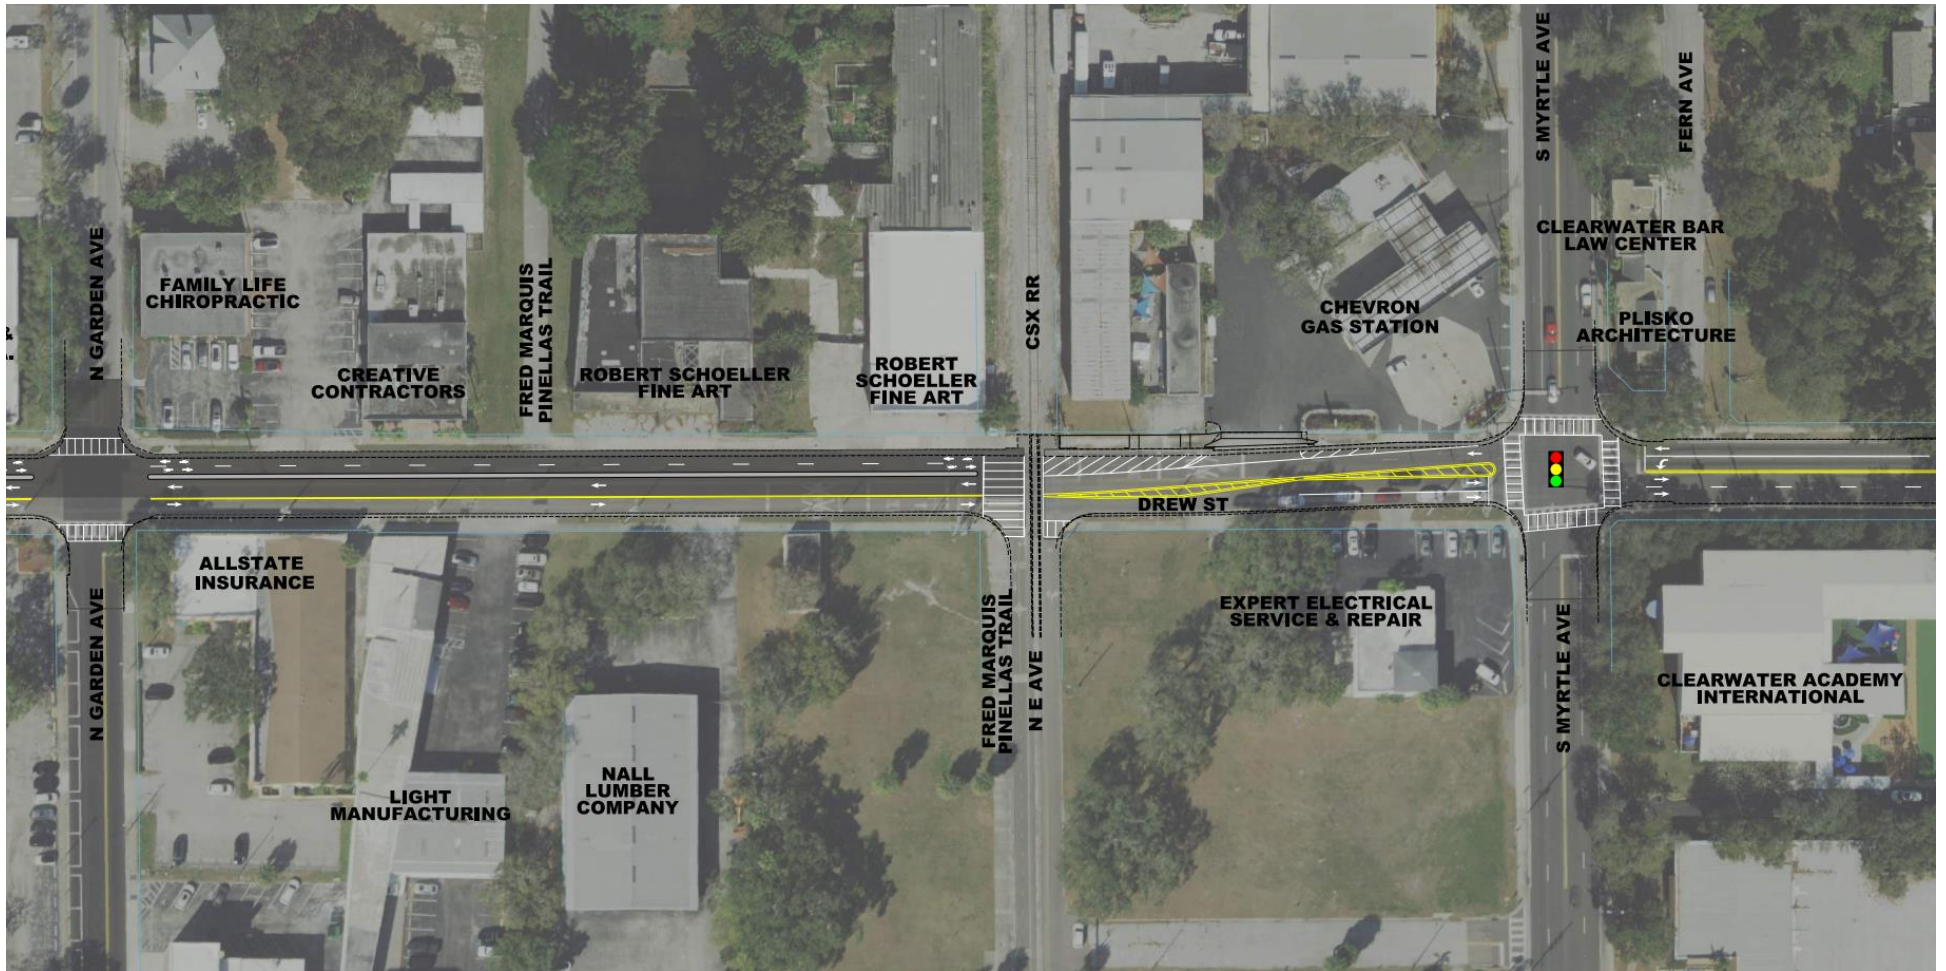 S MYRTLE AVE
FERN AVE
N GARDEN AVE
FAMILY LIFE
CHIROPRACTIC
CREATIVE
CONTRACTORS
FRED MARQUIS
PINELLAS TRAIL
ROBERT SCHOELLER
FINE ART
ROBERT
SCHOELLER
FINE ART
CSX RR
CHEVRON
GAS STATION
CLEARWATER BAR
LAW CENTER
PLISKO
ARCHITECTURE
&
DREW ST
ALLSTATE
INSURANCE
N GARDEN AVE
LIGHT
MANUFACTURING
NALL
LUMBER
COMPANY
FRED MARQUIS
PINELLAS TRAIL
N E AVE
EXPERT ELECTRICAL
SERVICE & REPAIR
S MYRTLE AVE
CLEARWATER ACADEMY
INTERNATIONAL